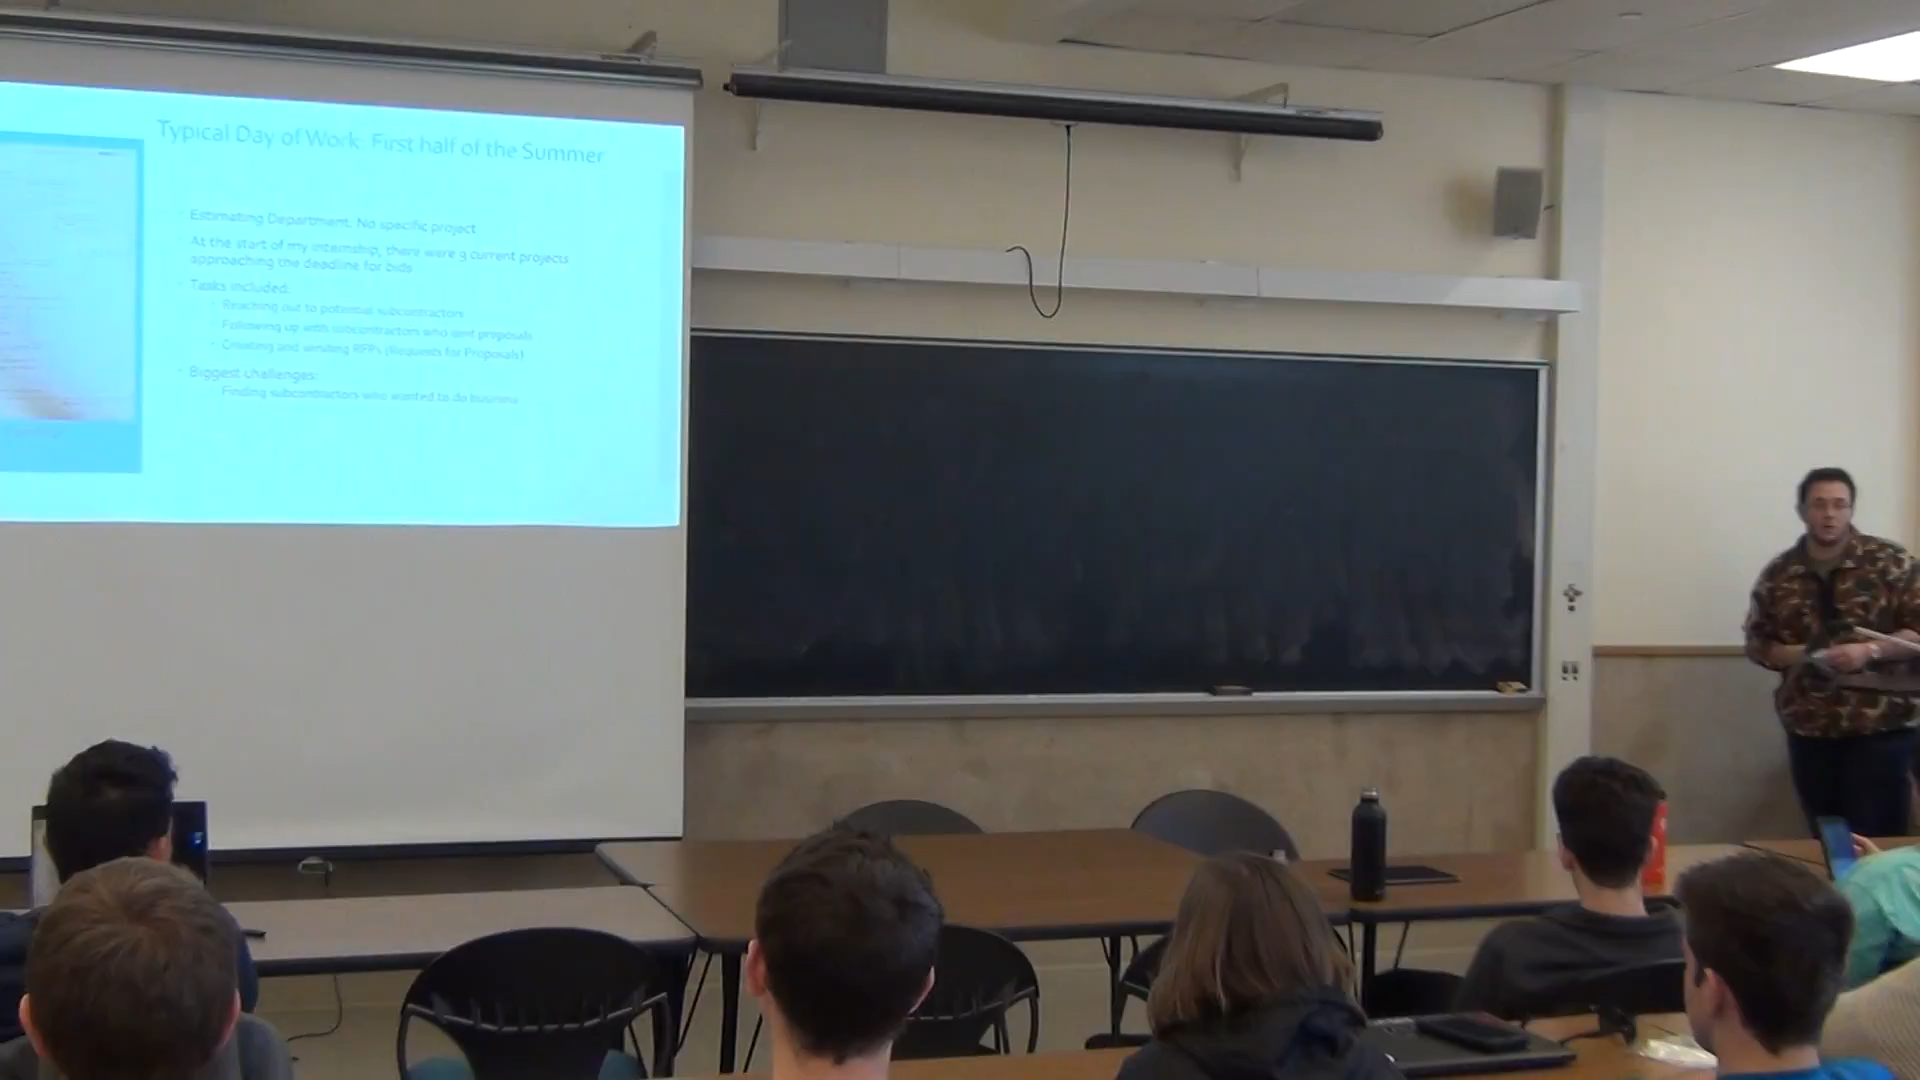 Typical Day of Work: First half of the Summer
Estimating Department. No specific project
At the start of my internship, there were 9 current projects
approaching the deadline for bids
Tasks included:
Reaching out to potential subcontractors
Following up with subcontractors who sent proposals
Creating and sending RFPs (Requests for Proposals)
Biggest challenges:
Finding subcontractors who wanted to do business